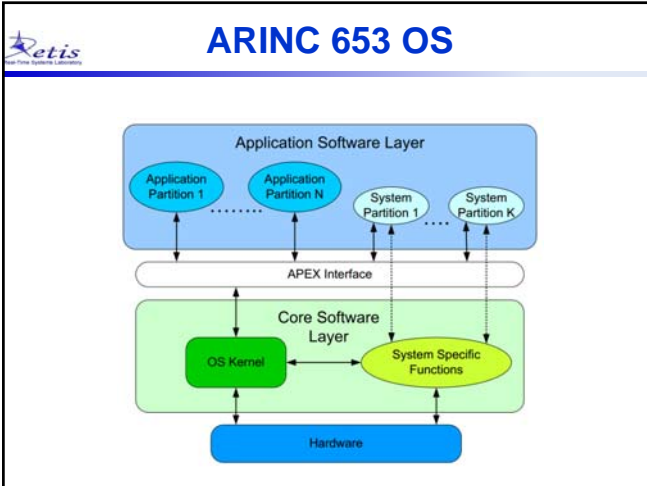 Retis
Real-Time Systems Laboratory
ARINC 653 OS
Application Software Layer
Application
Partition 1
Application
Partition N
System
Partition 1
System
Partition K
APEX Interface
Core Software
Layer
OS Kernel
System Specific
Functions
Hardware